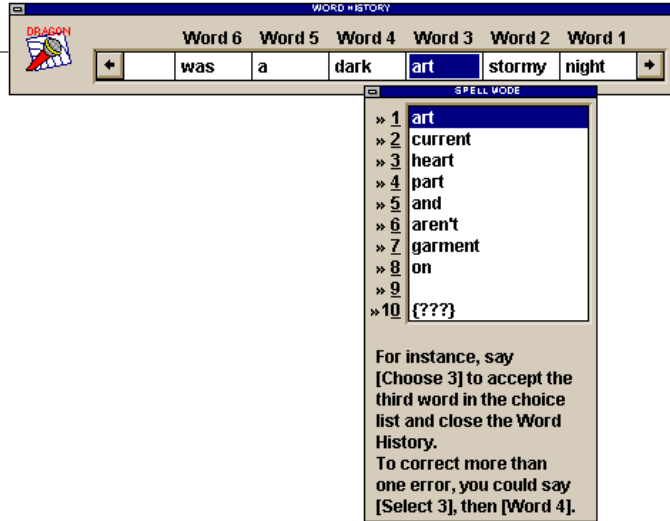 WORD HISTORY
DRAGON
Word 6 Word 5 Word 4 Word 3 Word 2 Word 1
was a dark art stormy night
SPELL MODE
» 1 art
» 2 current
» 3 heart
» 4 part
» 5 and
» 6 aren't
» 7 garment
» 8 on
» 9
»10 {???}
For instance, say
[Choose 3] to accept the
third word in the choice
list and close the Word
History.
To correct more than
one error, you could say
[Select 3], then [Word 4].